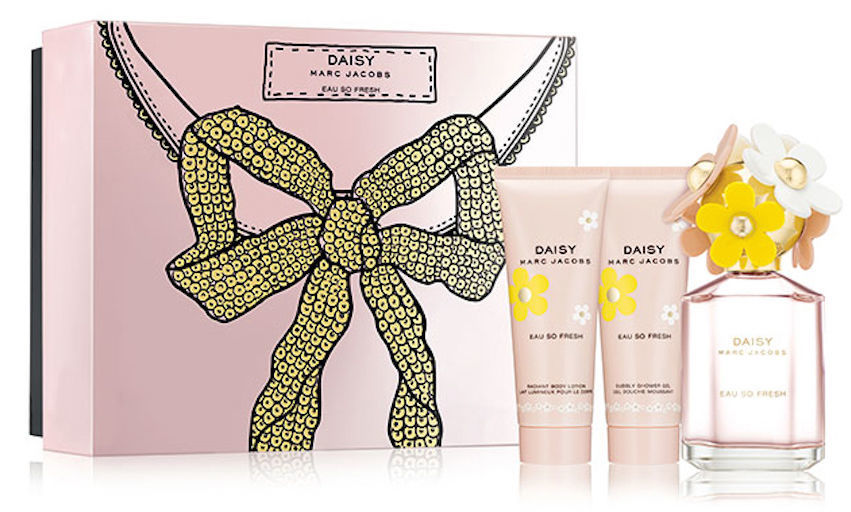 DAISY
MARC JACOBS
EAU SO FRESH
DAISY
MARC JACOBS
EAU SO FRESH
RADIANT BODY LOTION
LAIT LUMINEUX POUR LE CORPS
DAISY
MARC JACOBS
EAU SO FRESH
BUBBLY SHOWER GEL
GEL DOUCHE MOUSSANT
DAISY
MARC JACOBS
EAU SO FRESH